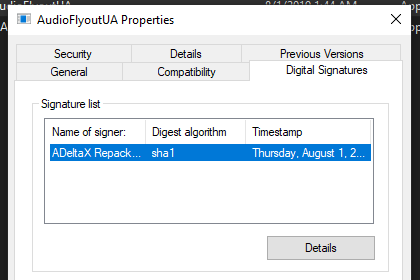 AudioFlyoutUA Properties
Security Details Previous Versions
General Compatibility Digital Signatures
Signature list
Name of signer: Digest algorithm Timestamp
ADeltaX Repack... sha1 Thursday, August 1, 2...
Details